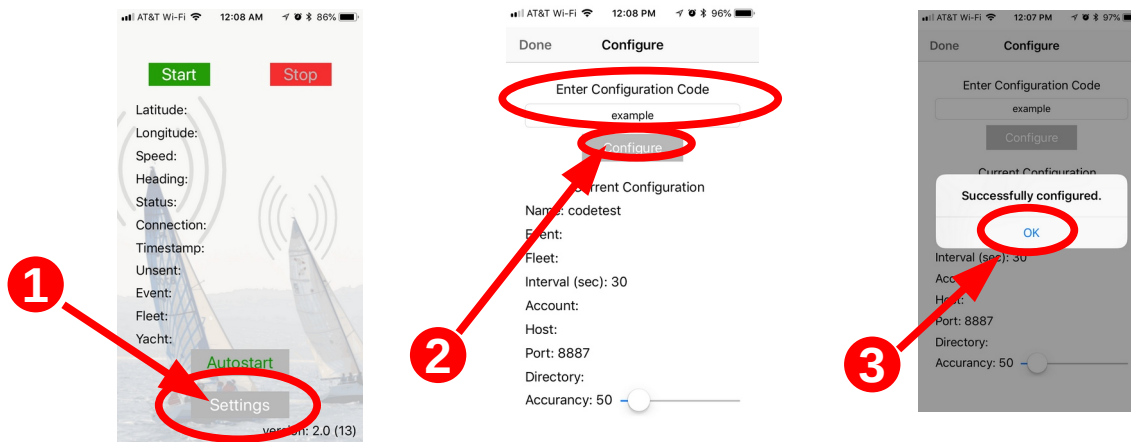 AT&T Wi-Fi 12:08 AM 86%
Start Stop
Latitude:
Longitude:
Speed:
Heading:
Status:
Connection:
Timestamp:
Unsent:
Event:
Fleet:
Yacht:
Autostart
Settings
version: 2.0 (13)
1
AT&T Wi-Fi 12:08 PM 96%
Done Configure
Enter Configuration Code
example
Configure
Current Configuration
Name: codetest
Event:
Fleet:
Interval (sec): 30
Account:
Host:
Port: 8887
Directory:
Accurancy: 50
2
AT&T Wi-Fi 12:07 PM 97%
Done Configure
Enter Configuration Code
example
Configure
Current Configuration
Successfully configured.
OK
Interval (sec): 30
Host:
Port: 8887
Directory:
Accurancy: 50
3